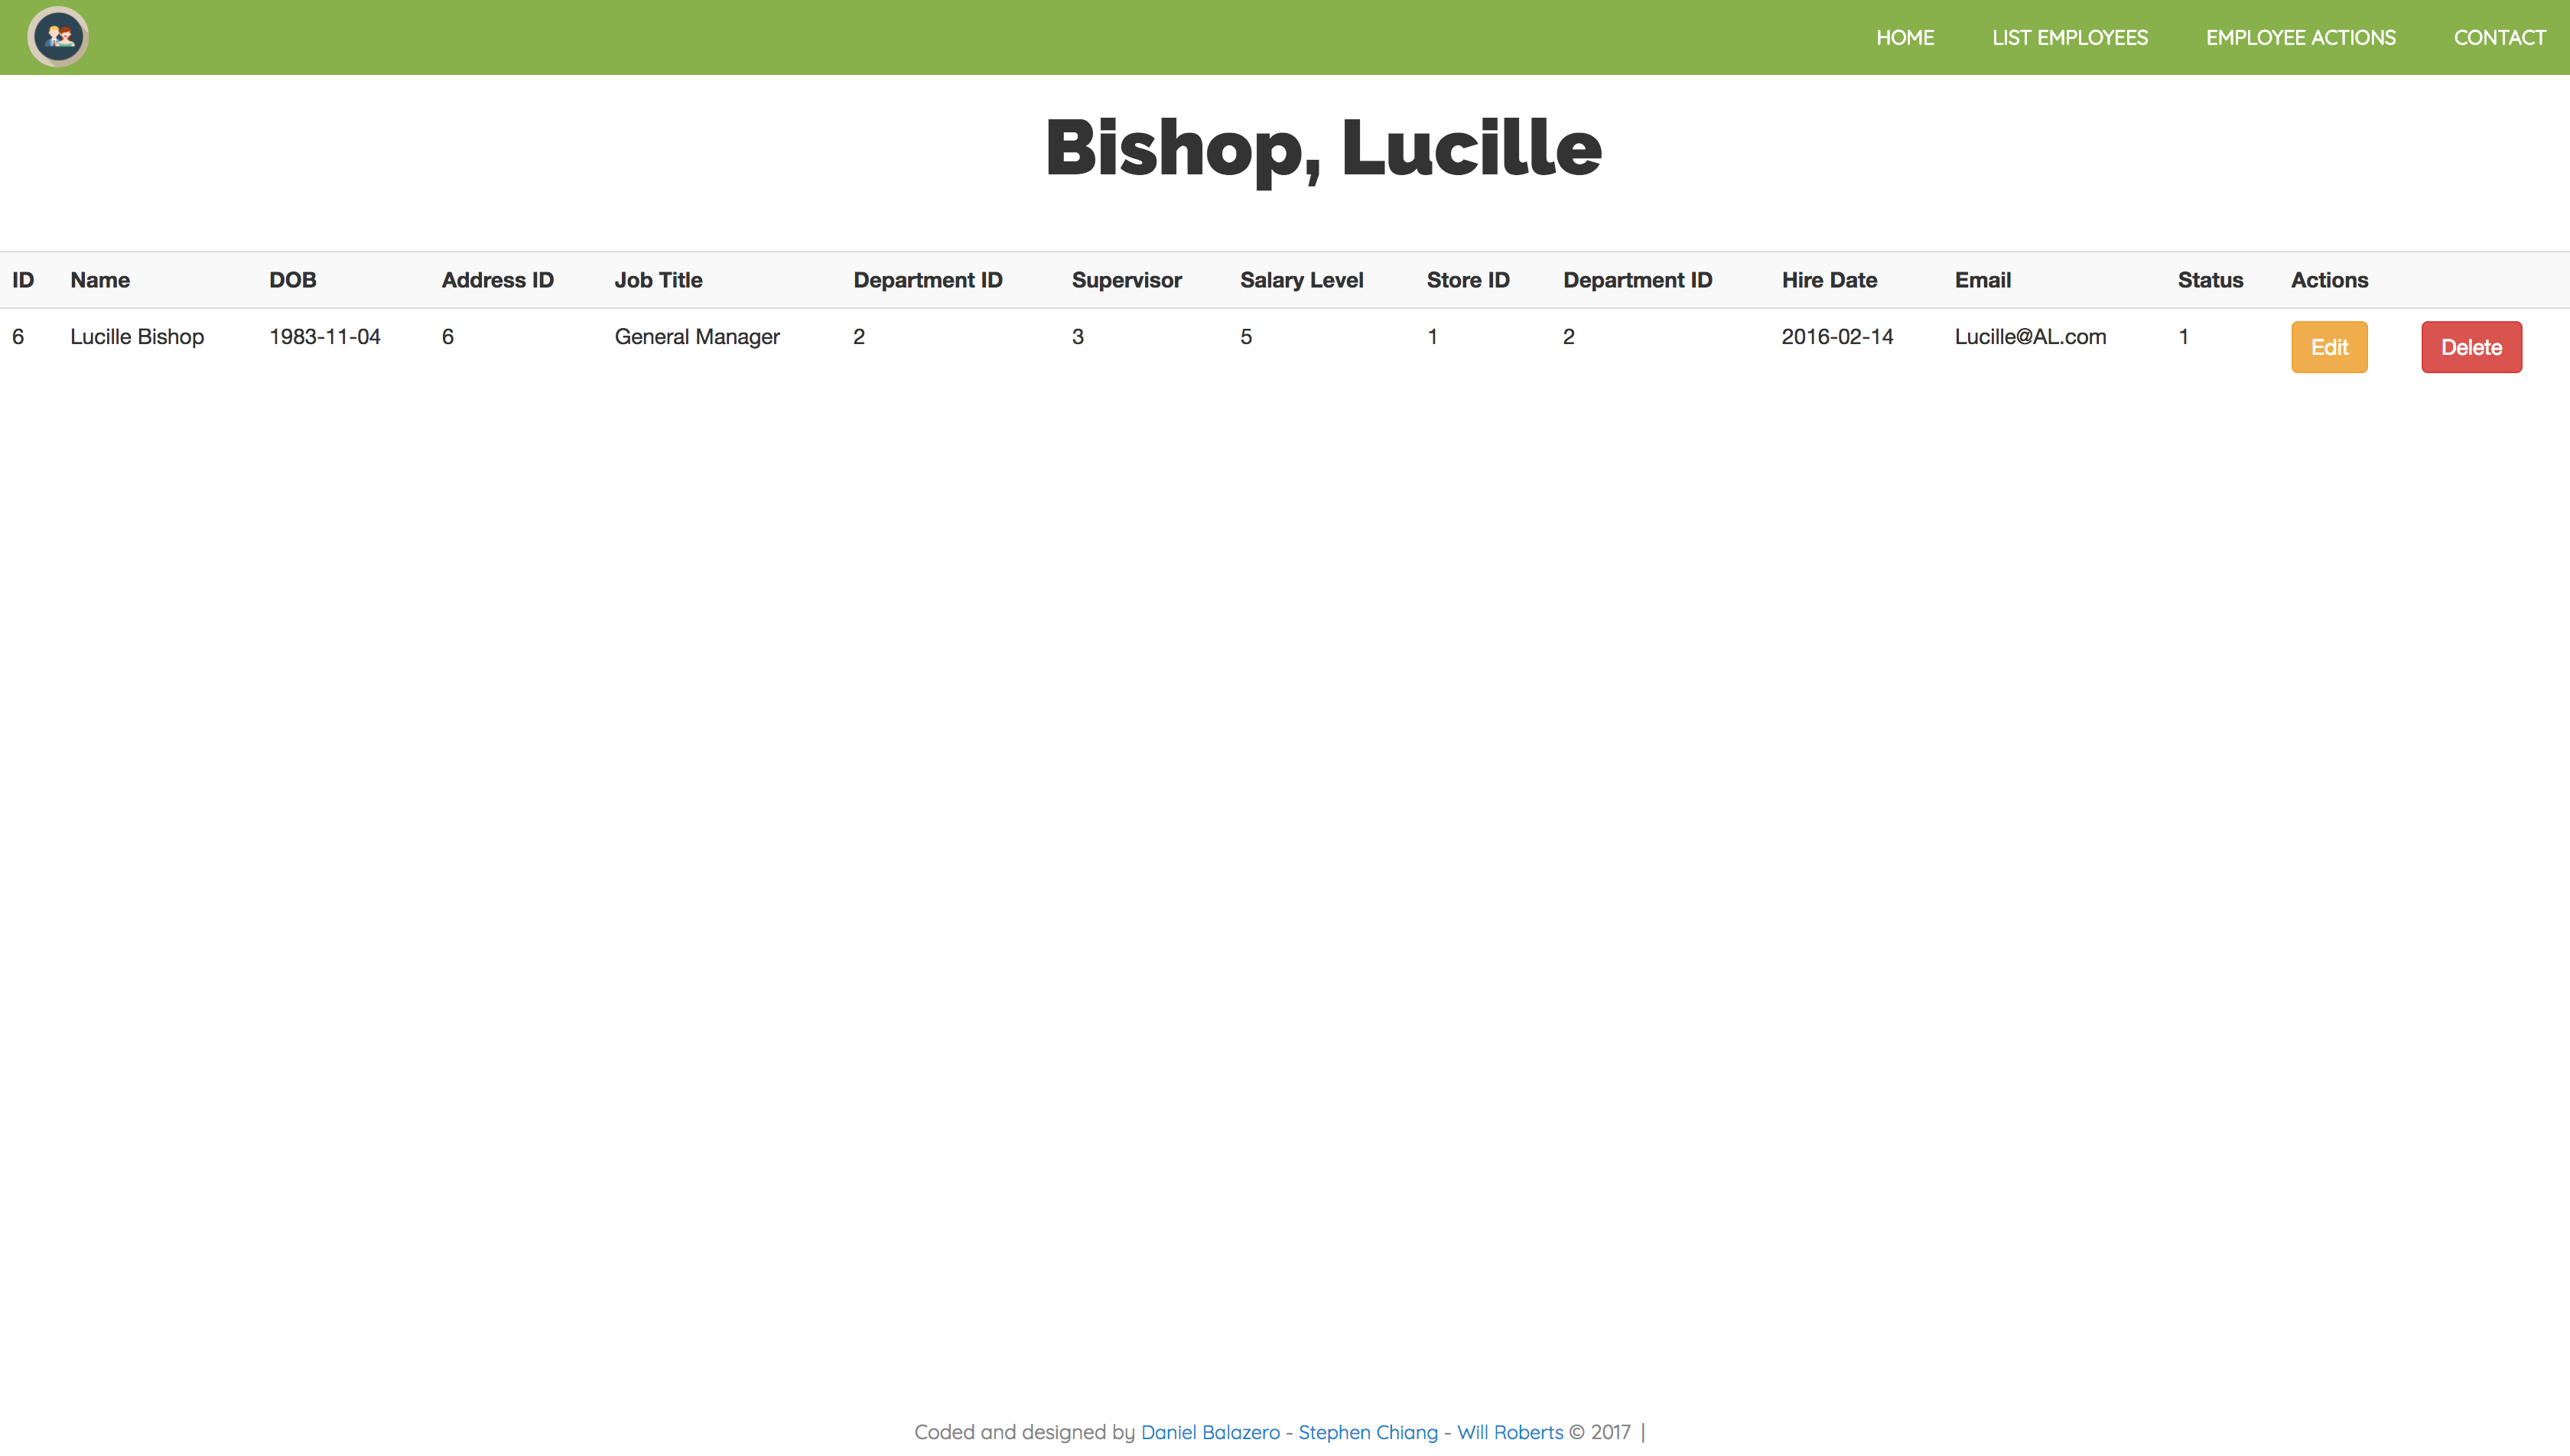 HOME LIST EMPLOYEES EMPLOYEE ACTIONS CONTACT
Bishop, Lucille
ID Name DOB Address ID Job Title Department ID Supervisor Salary Level Store ID Department ID Hire Date Email Status Actions
6 Lucille Bishop 1983-11-04 6 General Manager 2 3 5 1 2 2016-02-14 Lucille@AL.com 1 Edit Delete
Coded and designed by Daniel Balazero - Stephen Chiang - Will Roberts © 2017 |